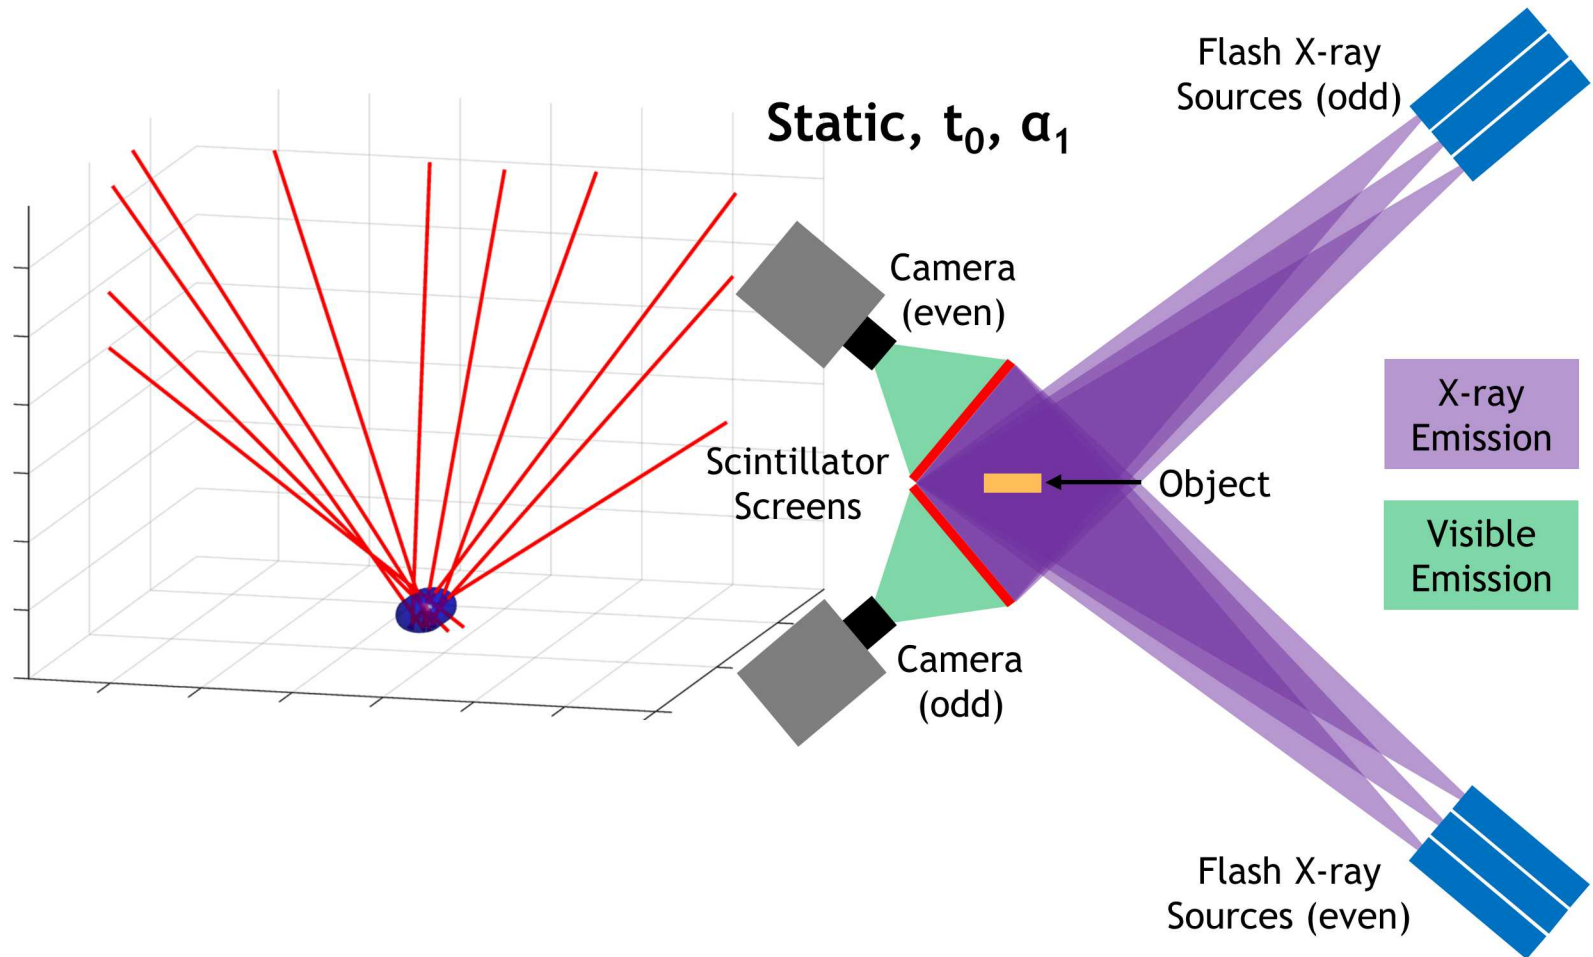 Flash X-ray
Sources (odd)
Static, t₀, α₁
Camera
(even)
X-ray
Emission
Scintillator
Screens
Object
Visible
Emission
Camera
(odd)
Flash X-ray
Sources (even)